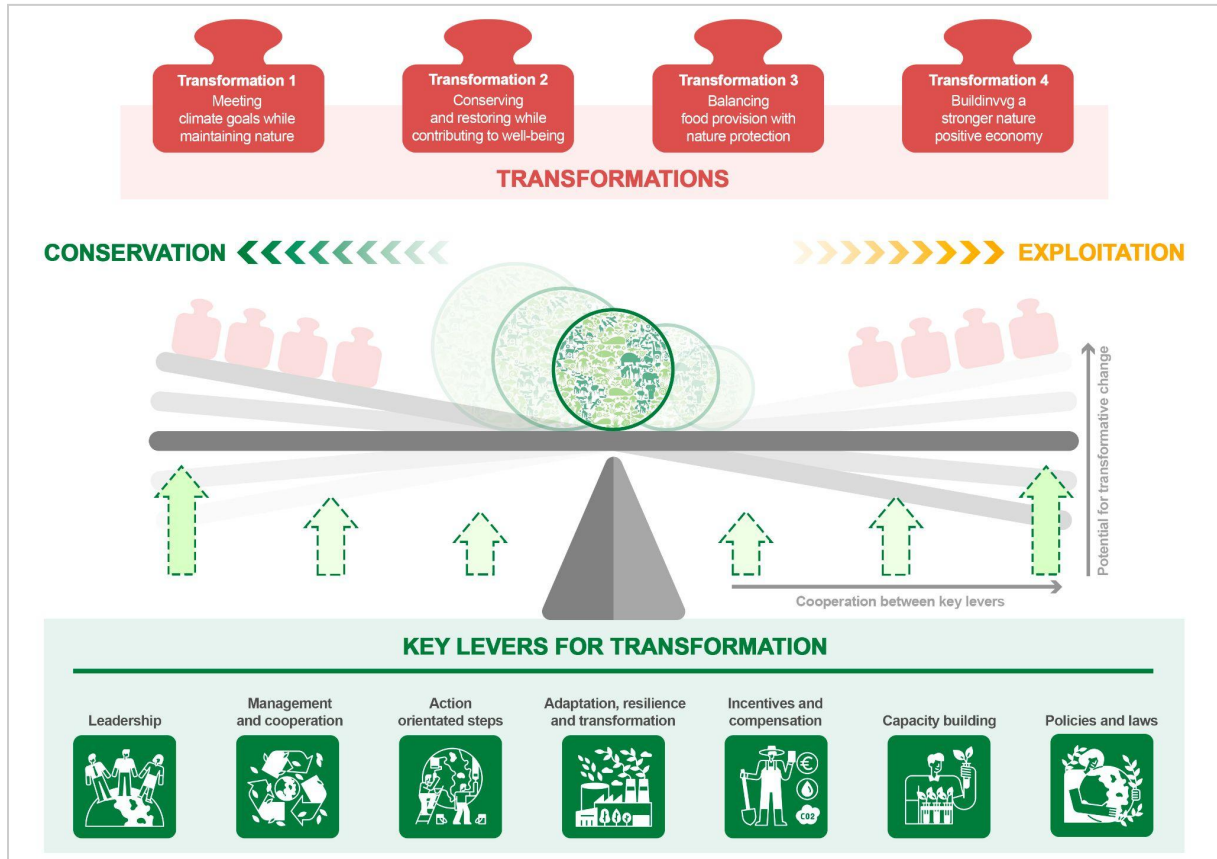 Transformation 1
Meeting
climate goals while
maintaining nature
Transformation 2
Conserving
and restoring while
contributing to well-being
Transformation 3
Balancing
food provision with
nature protection
Transformation 4
Buildinvvg a
stronger nature
positive economy
TRANSFORMATIONS
CONSERVATION
EXPLOITATION
Potential for transformative change
Cooperation between key levers
KEY LEVERS FOR TRANSFORMATION
Leadership
Management
and cooperation
Action
orientated steps
Adaptation, resilience
and transformation
Incentives and
compensation
Capacity building
Policies and laws
€
CO2